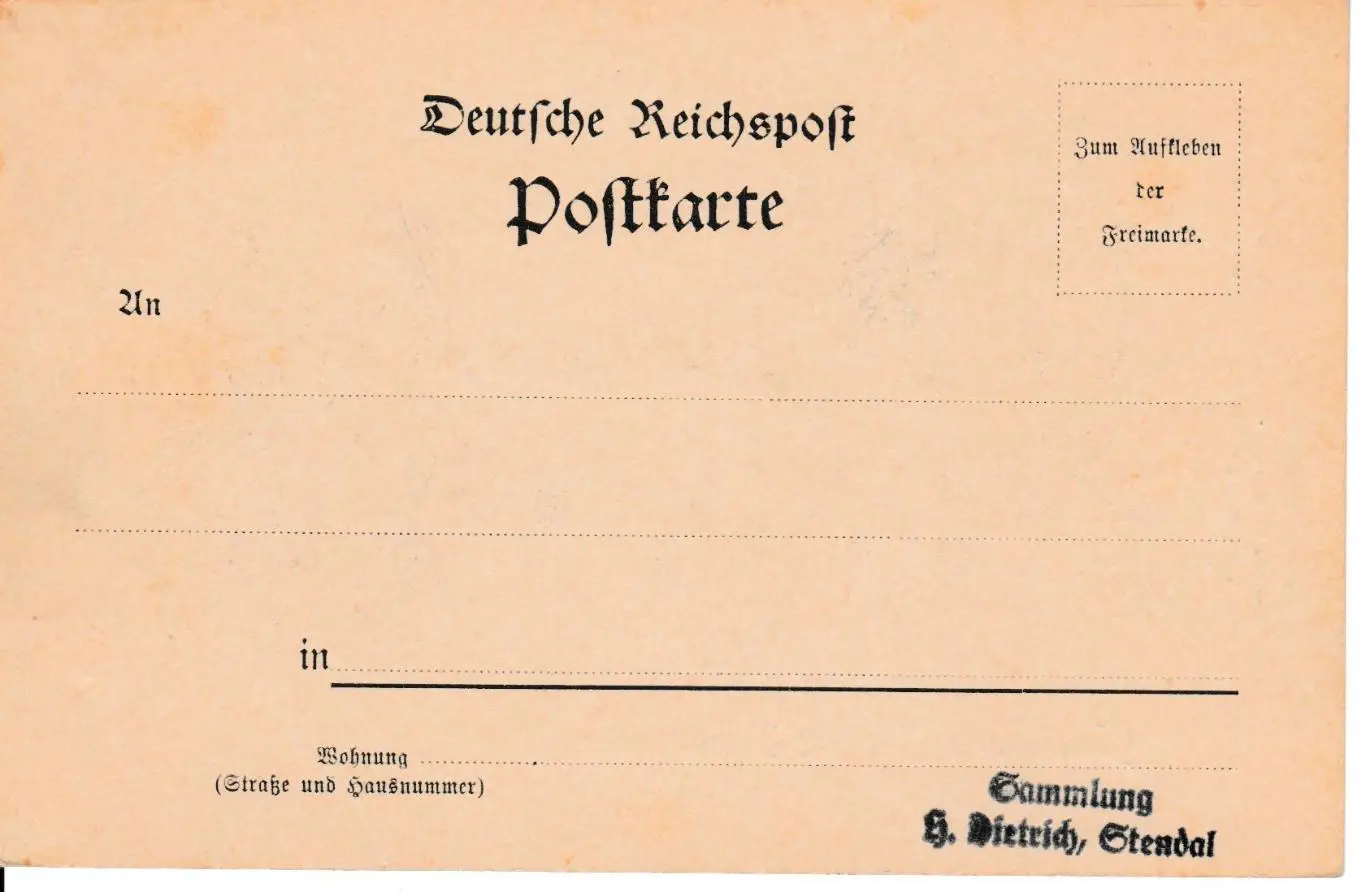 Deutsche Reichspost
Postkarte
Zum Aufkleben
der
Freimarke.
An
in
Wohnung
(Straße und Hausnummer)
Sammlung
H. Dietrich, Stendal